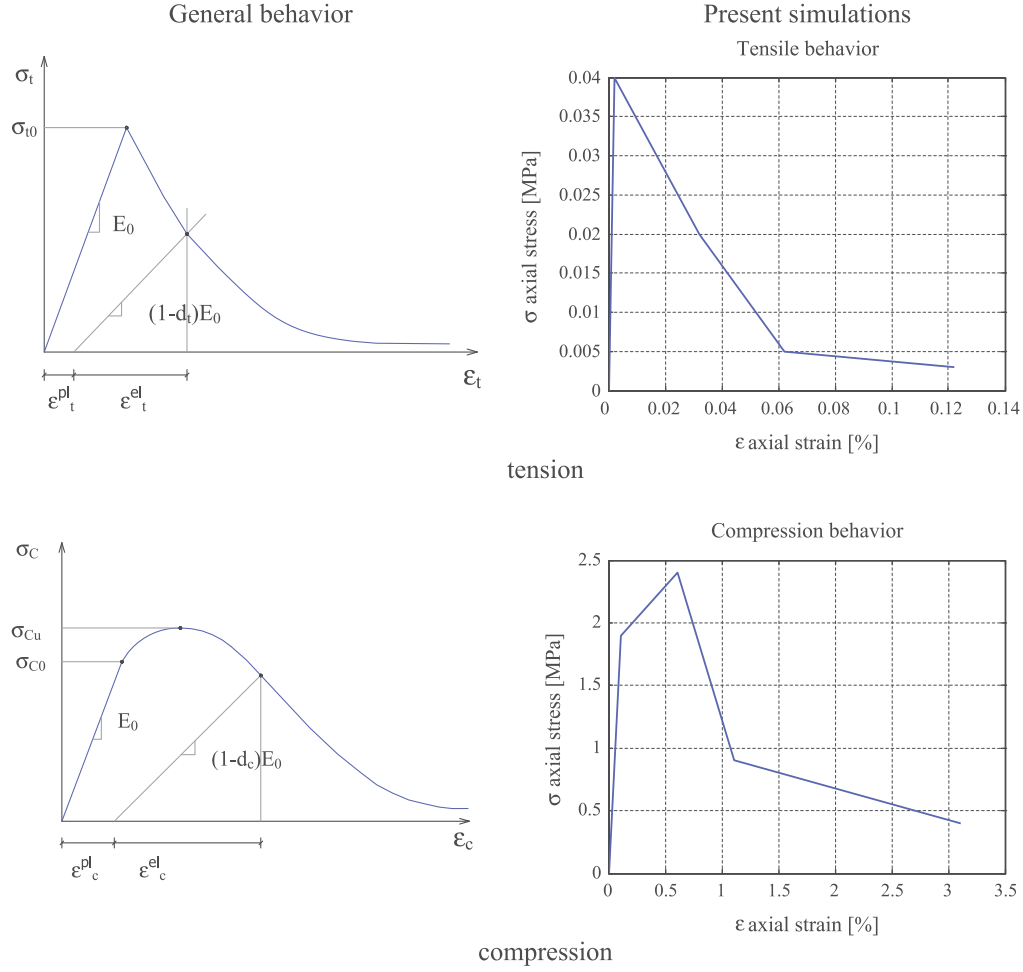 General behavior
Present simulations
σt
σt0
E0
(1-dt)E0
εt
εplt
εelt
Tensile behavior
σ axial stress [MPa]
0.04
0.035
0.03
0.025
0.02
0.015
0.01
0.005
0
0 0.02 0.04 0.06 0.08 0.1 0.12 0.14
ε axial strain [%]
tension
σC
σCu
σC0
E0
(1-dc)E0
εc
εplc
εelc
Compression behavior
σ axial stress [MPa]
2.5
2
1.5
1
0.5
0
0 0.5 1 1.5 2 2.5 3 3.5
ε axial strain [%]
compression